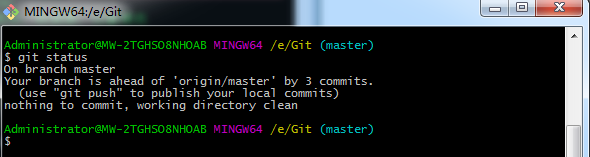 MINGW64:/e/Git
Administrator@MW-2TGHSO8NHOAB MINGW64 /e/Git (master)
$ git status
On branch master
Your branch is ahead of 'origin/master' by 3 commits.
  (use "git push" to publish your local commits)
nothing to commit, working directory clean
Administrator@MW-2TGHSO8NHOAB MINGW64 /e/Git (master)
$